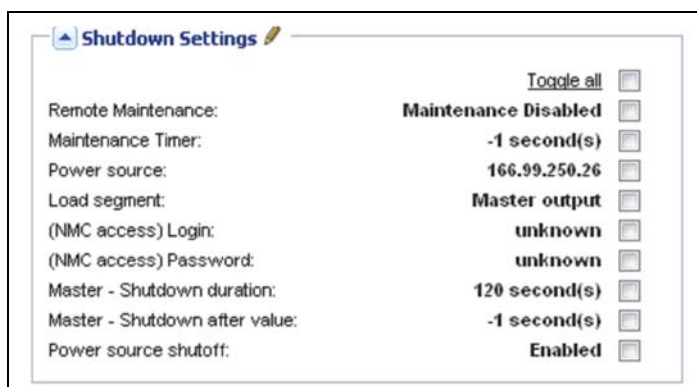 Shutdown Settings
Toggle all
Remote Maintenance: Maintenance Disabled
Maintenance Timer: -1 second(s)
Power source: 166.99.250.26
Load segment: Master output
(NMC access) Login: unknown
(NMC access) Password: unknown
Master - Shutdown duration: 120 second(s)
Master - Shutdown after value: -1 second(s)
Power source shutoff: Enabled